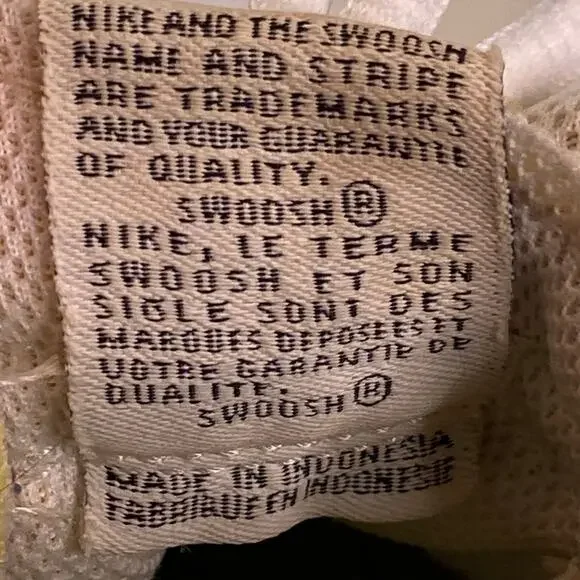 NIKE AND THE SWOOSH
NAME AND STRIPE
ARE TRADEMARKS
AND YOUR GUARANTIE
OF QUALITY.
SWOOSH ®
NIKE, LE TERME
SWOOSH ET SON
SIGLE SONT DES
MARQUES DEPOSEES ET
VOTRE GARANTIE DE
QUALITE.
SWOOSH ®
MADE IN INDONESIA
FABRIQUE EN INDONESIE